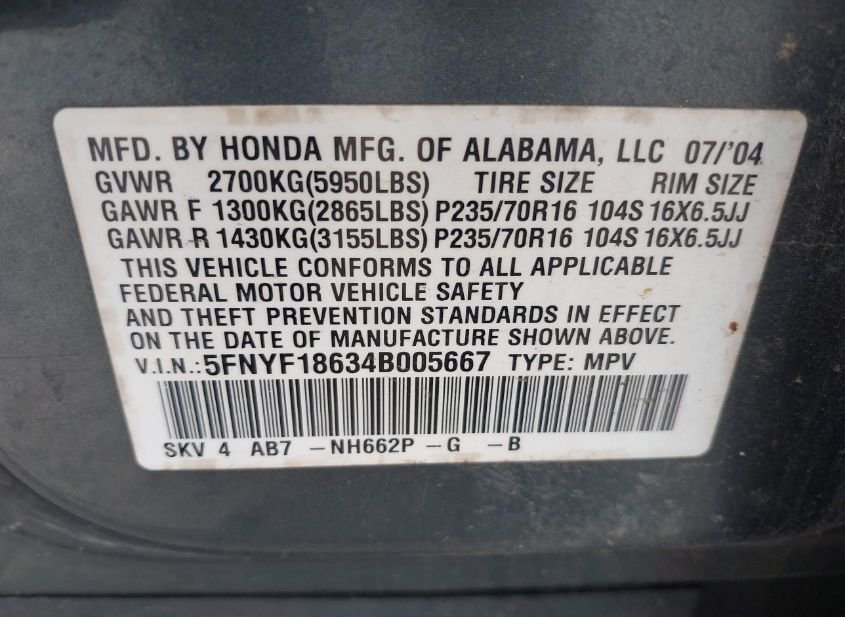 MFD. BY HONDA MFG. OF ALABAMA, LLC 07/'04
GVWR 2700KG(5950LBS) TIRE SIZE RIM SIZE
GAWR F 1300KG(2865LBS) P235/70R16 104S 16X6.5JJ
GAWR R 1430KG(3155LBS) P235/70R16 104S 16X6.5JJ
THIS VEHICLE CONFORMS TO ALL APPLICABLE
FEDERAL MOTOR VEHICLE SAFETY
AND THEFT PREVENTION STANDARDS IN EFFECT
ON THE DATE OF MANUFACTURE SHOWN ABOVE.
V.I.N.:5FNYF18634B005667 TYPE: MPV
SKV 4 AB7 –NH662P –G –B